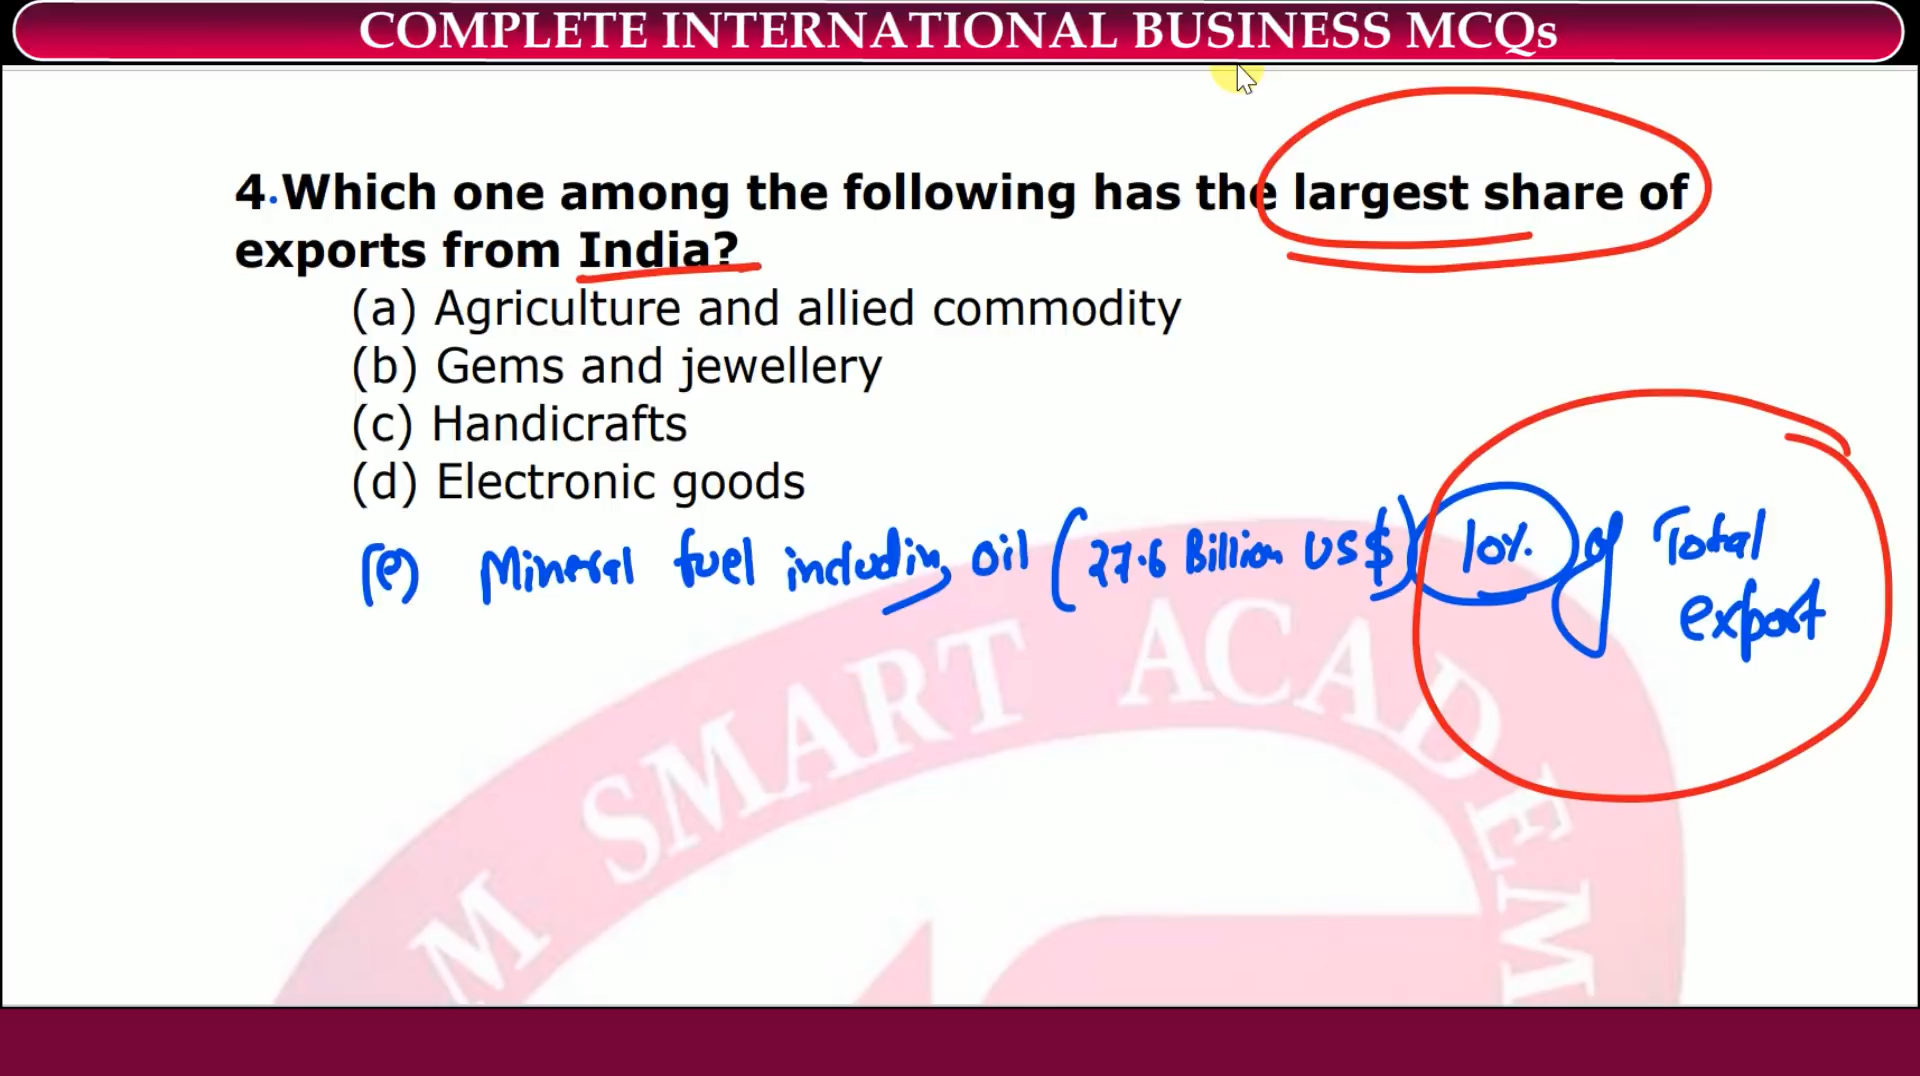 COMPLETE INTERNATIONAL BUSINESS MCQs
4.Which one among the following has the largest share of
exports from India?
(a) Agriculture and allied commodity
(b) Gems and jewellery
(c) Handicrafts
(d) Electronic goods
(e) Mineral fuel including oil (27.6 Billion US$) 10% of Total
export
M SMART ACADEM